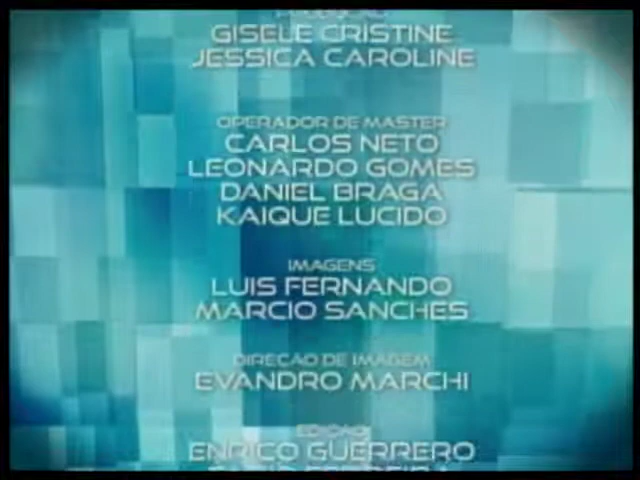 GISELE CRISTINE
JESSICA CAROLINE
OPERADOR DE MASTER
CARLOS NETO
LEONARDO GOMES
DANIEL BRAGA
KAIQUE LUCIDO
IMAGENS
LUIS FERNANDO
MARCIO SANCHES
DIREÇÃO DE IMAGEM
EVANDRO MARCHI
EDIÇÃO
ENRICO GUERRERO